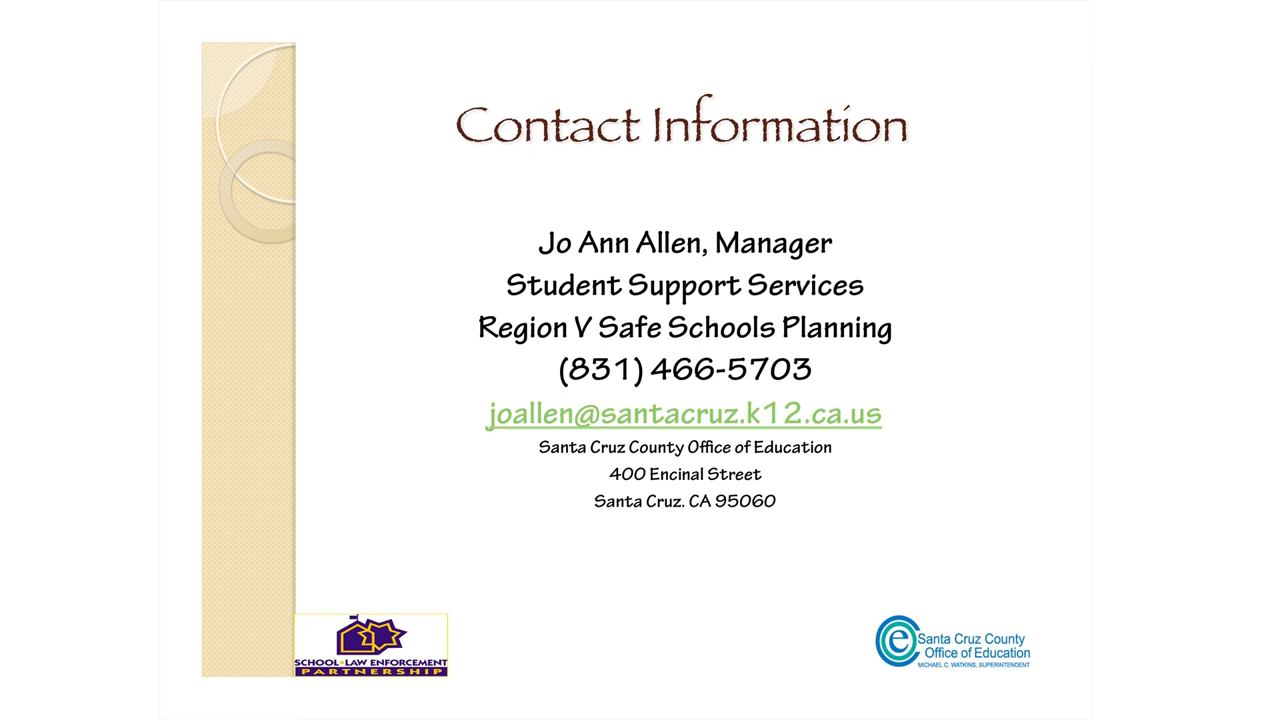 Contact Information
Jo Ann Allen, Manager
Student Support Services
Region V Safe Schools Planning
(831) 466-5703
joallen@santacruz.k12.ca.us
Santa Cruz County Office of Education
400 Encinal Street
Santa Cruz. CA 95060
SCHOOL LAW ENFORCEMENT
PARTNERSHIP
Santa Cruz County
Office of Education
MICHAEL C. WATKINS, SUPERINTENDENT